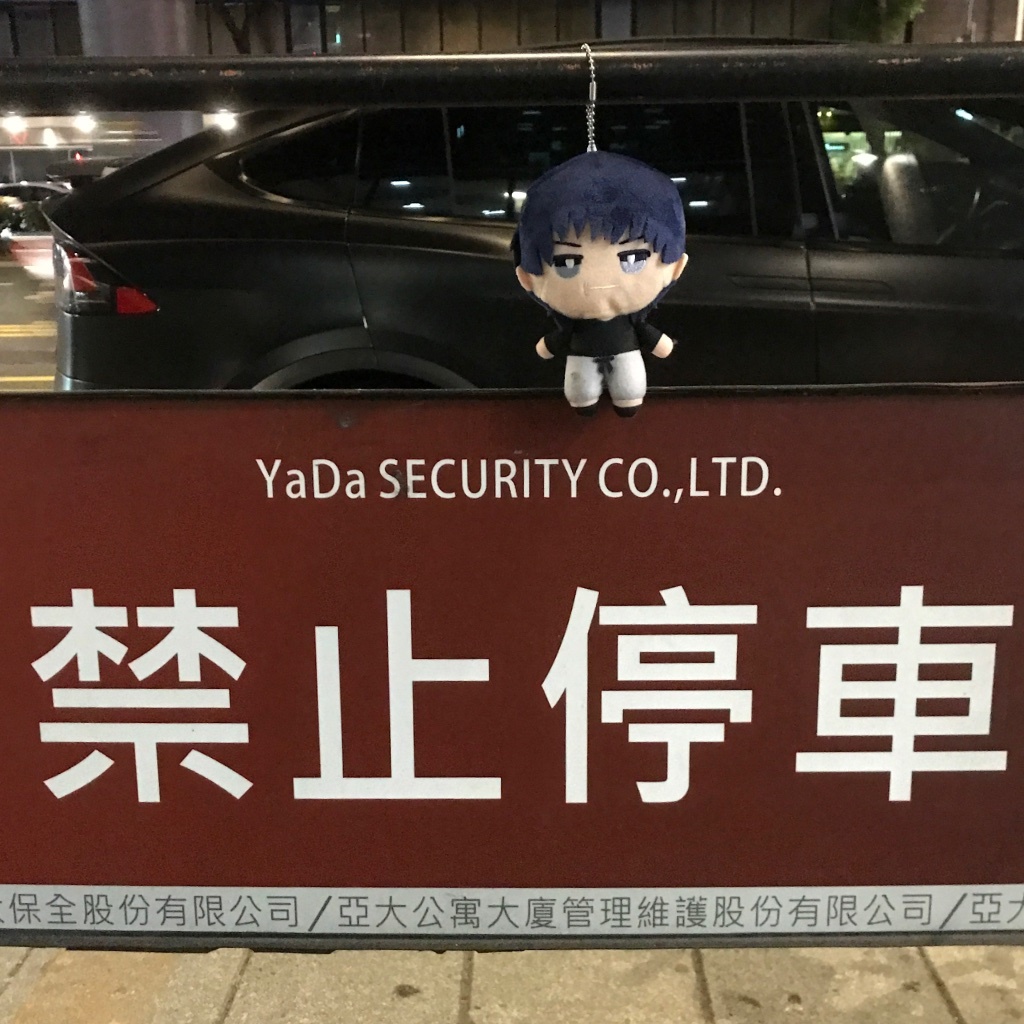 YaDa SECURITY CO.,LTD.
禁止停車
保全股份有限公司/亞大公寓大廈管理維護股份有限公司/亞大